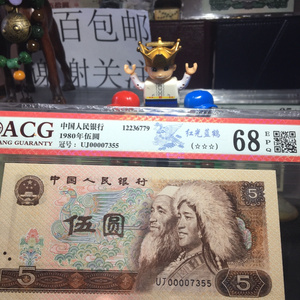 百包邮
谢谢关
ACG
ANG GUARANTY
中国人民银行
1980年伍圆
冠号: UJ00007355
12236779
红光蓝鹤
(☆☆☆)
68
E
P
Q
中国人民银行
伍圆
5
5
5
UJ00007355